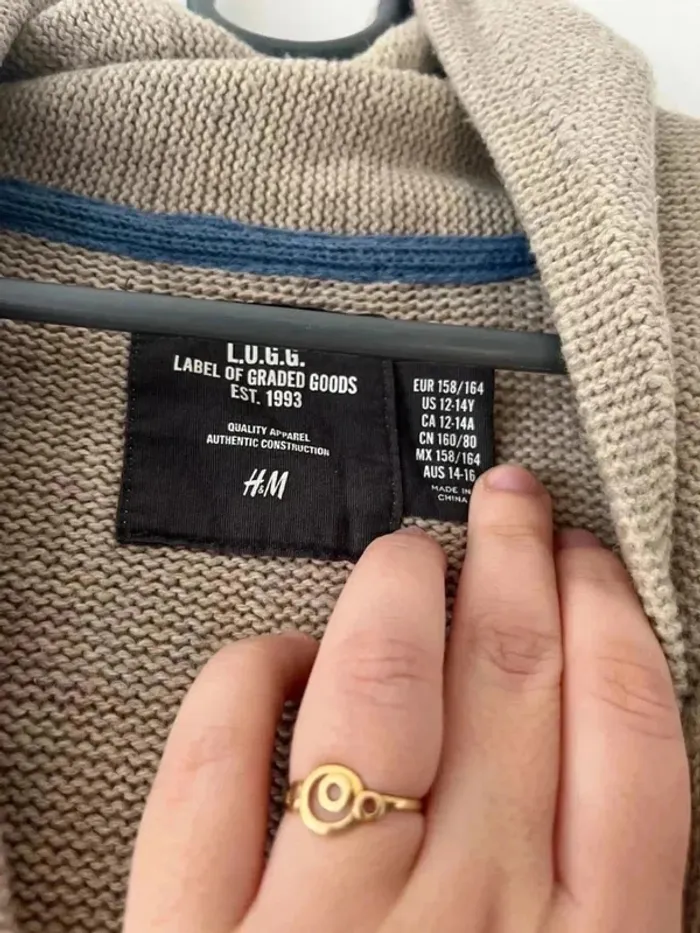 L.O.G.G.
LABEL OF GRADED GOODS
EST. 1993
QUALITY APPAREL
AUTHENTIC CONSTRUCTION
H&M
EUR 158/164
US 12-14Y
CA 12-14A
CN 160/80
MX 158/164
AUS 14-16
MADE IN
CHINA